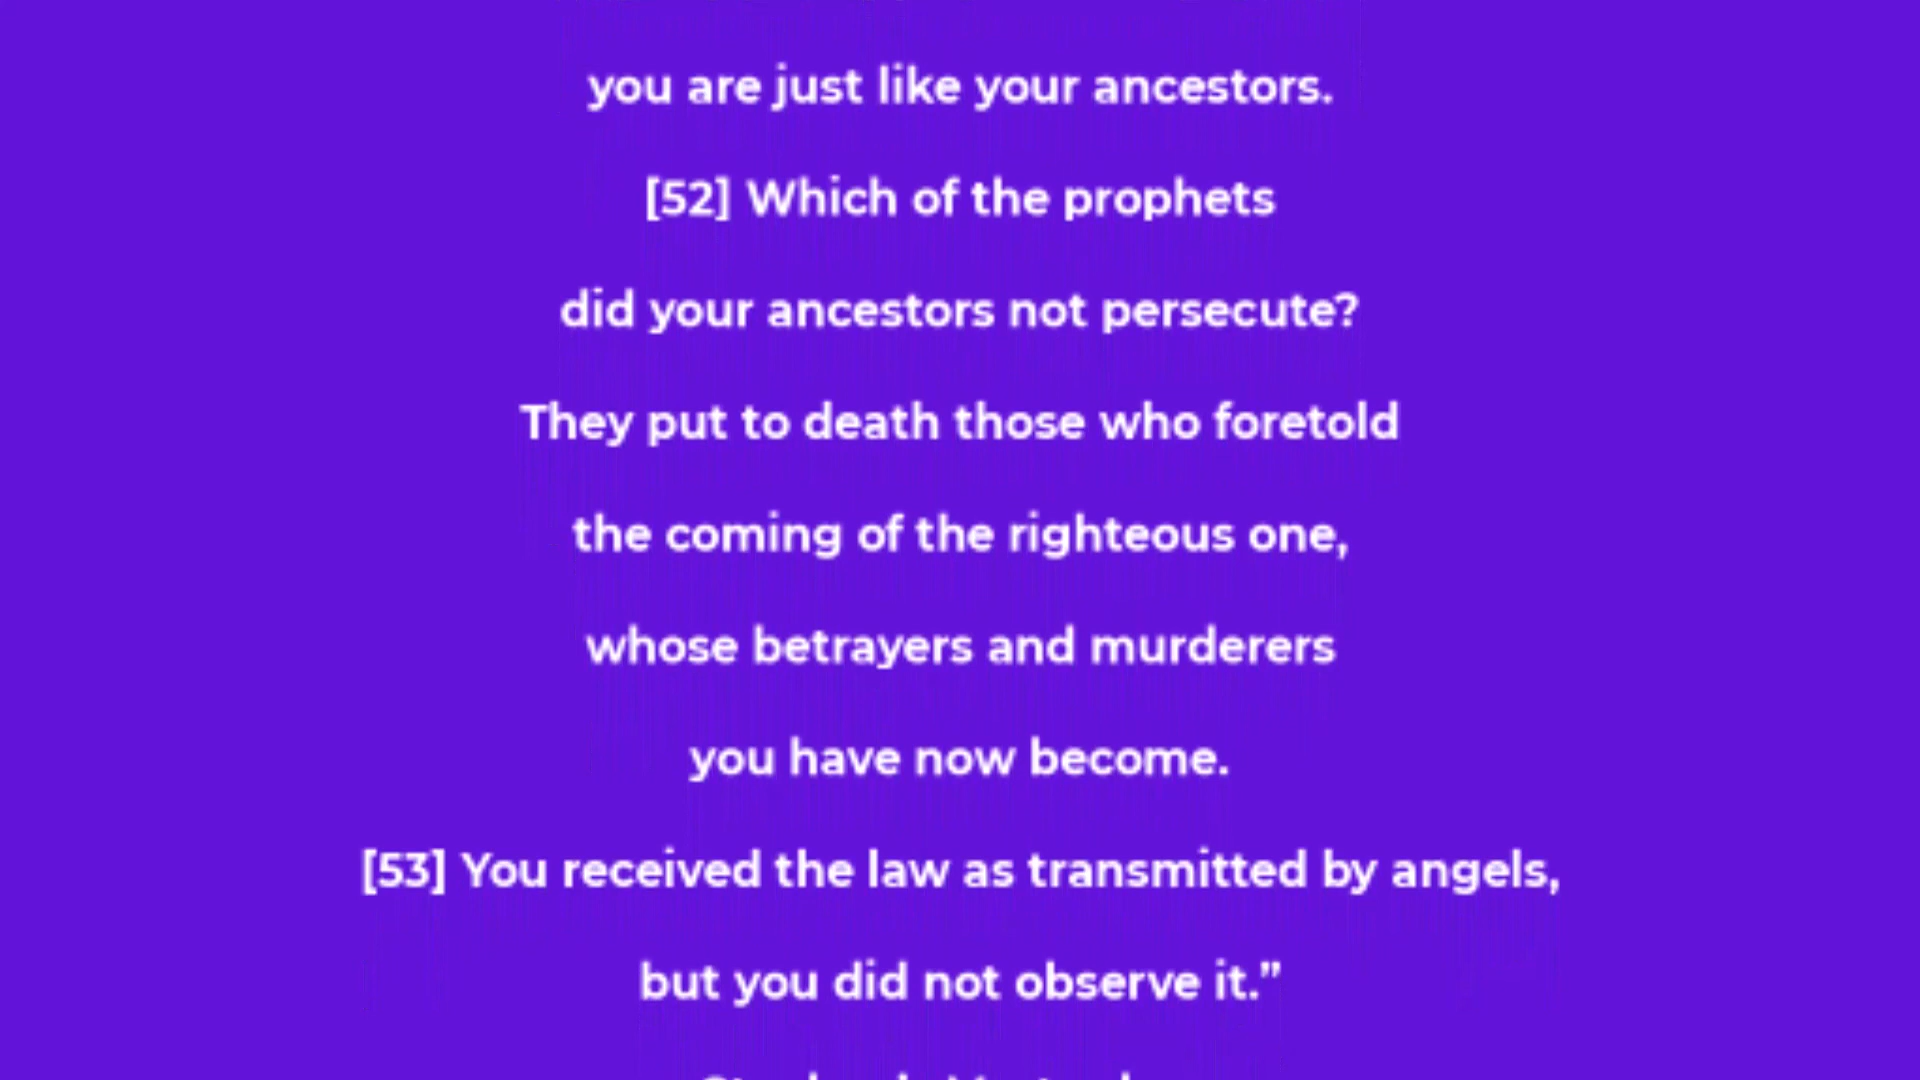 you are just like your ancestors.
[52] Which of the prophets
did your ancestors not persecute?
They put to death those who foretold
the coming of the righteous one,
whose betrayers and murderers
you have now become.
[53] You received the law as transmitted by angels,
but you did not observe it.”